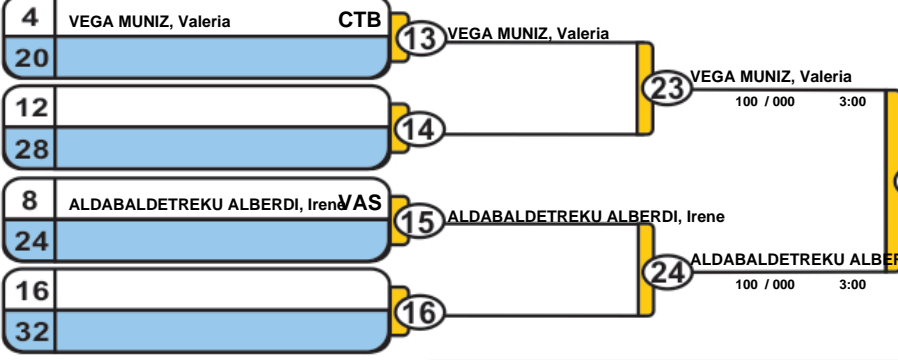 4 VEGA MUNIZ, Valeria CTB
20
13 VEGA MUNIZ, Valeria
23 VEGA MUNIZ, Valeria
100 / 000 3:00
12
28
14
8 ALDABALDETREKU ALBERDI, Irene VAS
24
15 ALDABALDETREKU ALBERDI, Irene
24 ALDABALDETREKU
100 / 000 3:00
16
32
16